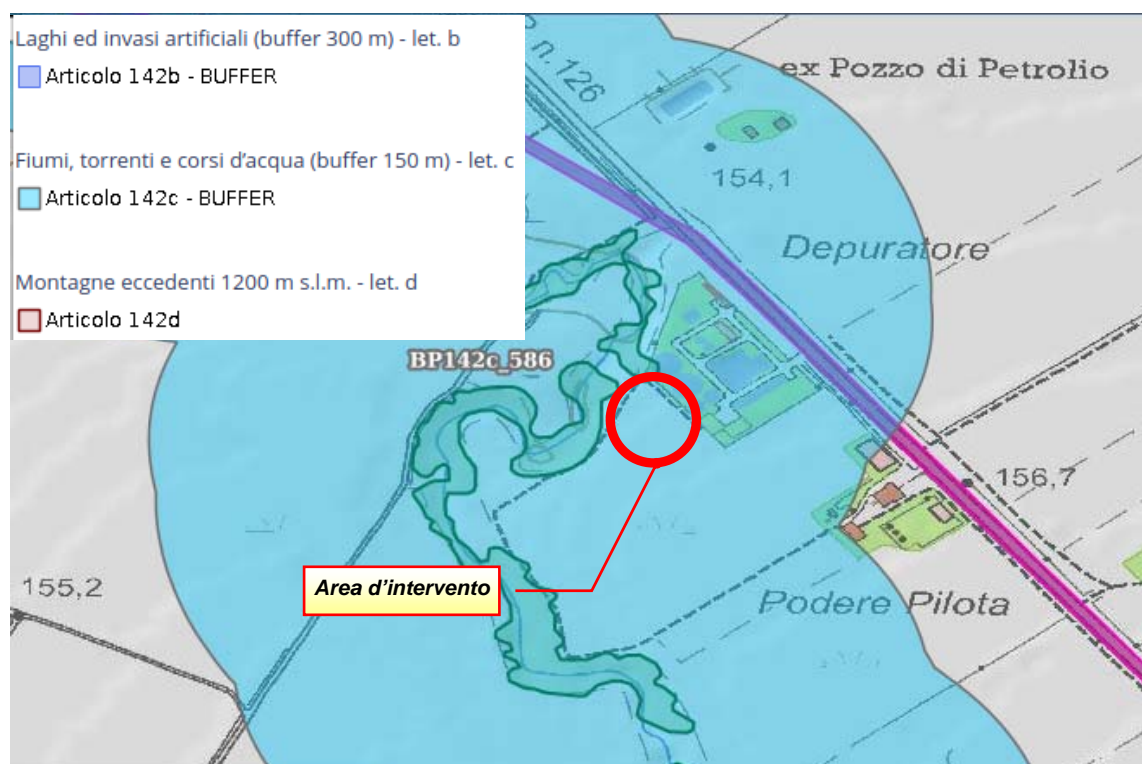 Laghi ed invasi artificiali (buffer 300 m) - let. b
Articolo 142b - BUFFER
Fiumi, torrenti e corsi d'acqua (buffer 150 m) - let. c
Articolo 142c - BUFFER
Montagne eccedenti 1200 m s.l.m. - let. d
Articolo 142d
n.126
ex Pozzo di Petrolio
154,1
Depuratore
BP142c_586
156,7
Area d'intervento
155,2
Podere Pilota